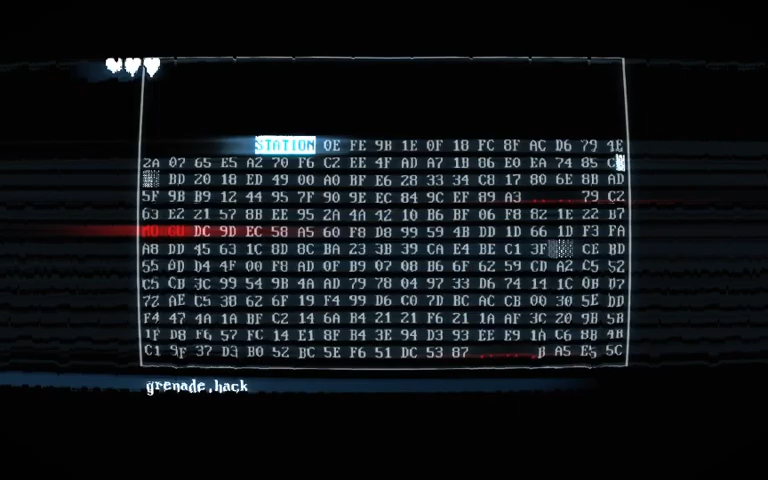 STATION 0E FE 9B 1E 0F 18 FC 8F AC D6 79 4E
2A 07 65 E5 A2 70 F6 C2 EE 4F AD A7 1B 86 E0 EA 74 85
BD 20 18 ED 49 00 A0 BF E6 28 33 34 C8 17 80 6E 8B AD
5F 9B B9 12 44 95 7F 90 9E EC 84 9C EF 89 A3 79 C2
63 E2 21 57 8B EE 95 2A 4A 42 10 B6 BF 06 F8 82 1E 22 B7
DC 9D EC 58 A5 60 F8 D8 99 59 4B DD 1D 66 1D F3 FA
A8 DD 45 63 1C 8D 8C BA 23 3B 39 CA E4 BE C1 3F CE BD
55 D4 4F 00 F8 AD 0F B9 07 08 B6 6F 62 59 CD A2 C5 52
C5 3C 99 54 9B 4A AD 79 78 04 97 33 D6 74 14 1C 0B D7
72 AE C5 38 62 6F 19 F4 99 D6 C0 7D BC AC CB 00 30 5E
F4 47 4A 1A BF C2 14 6A B4 21 21 F6 21 1A AF 3C 20 9B 58
1F D8 F6 57 FC 14 E1 8F B4 3E 94 D3 93 EE E9 1A C6 8B 4B
C1 9F 37 D3 B0 52 BC 5E F6 51 DC 53 87 A5 E5 5C
grenade.hack